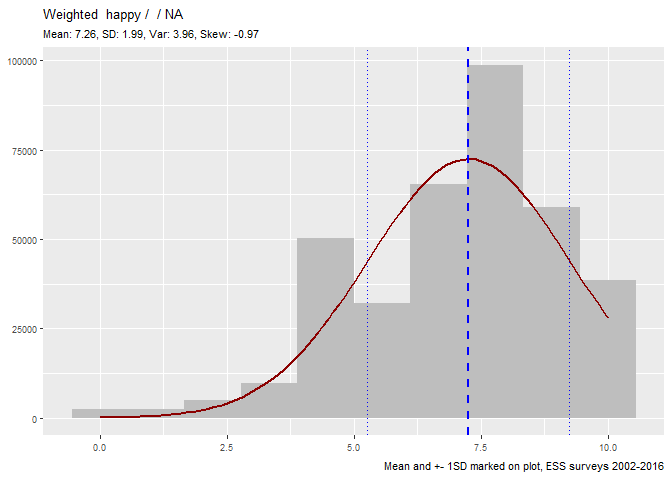 Weighted  happy /  / NA
Mean: 7.26, SD: 1.99, Var: 3.96, Skew: -0.97
100000
75000
50000
25000
0
0.0 2.5 5.0 7.5 10.0
Mean and +- 1SD marked on plot, ESS surveys 2002-2016